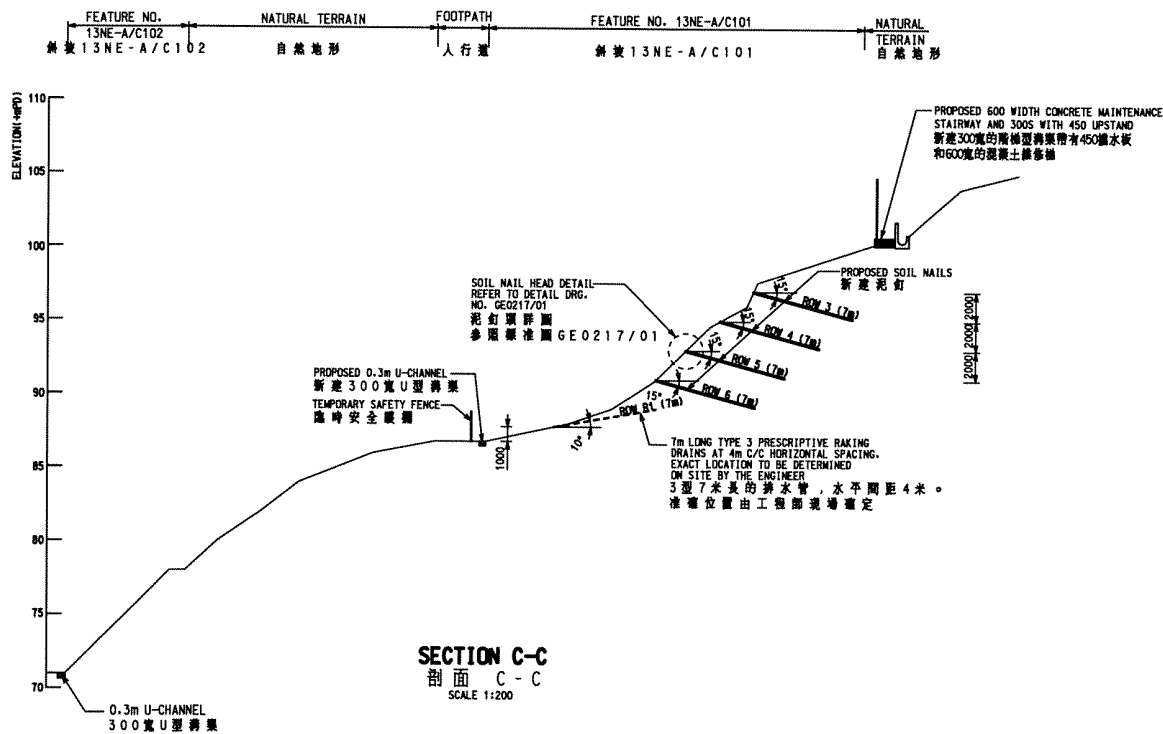 FEATURE NO.
13NE-A/C102
斜坡13NE-A/C102
NATURAL TERRAIN
自然地形
FOOTPATH
人行道
FEATURE NO. 13NE-A/C101
斜坡13NE-A/C101
NATURAL
TERRAIN
自然地形
ELEVATION(+mPD)
110
105
100
95
90
85
80
75
70
PROPOSED 600 WIDTH CONCRETE MAINTENANCE
STAIRWAY AND 300S WITH 450 UPSTAND
新建300寬的階梯型溝渠帶有450擋水板
和600寬的混凝土維修梯
SOIL NAIL HEAD DETAIL
REFER TO DETAIL DRG.
NO. GE0217/01
泥釘頭詳圖
參照標准圖GE0217/01
PROPOSED SOIL NAILS
新建泥釘
15°
ROW 3 (7m)
15°
ROW 4 (7m)
15°
ROW 5 (7m)
15°
ROW 6 (7m)
2000
2000
2000
PROPOSED 0.3m U-CHANNEL
新建300寬U型溝渠
TEMPORARY SAFETY FENCE
臨時安全護欄
1000
10°
ROW R1 (7m)
7m LONG TYPE 3 PRESCRIPTIVE RAKING
DRAINS AT 4m C/C HORIZONTAL SPACING.
EXACT LOCATION TO BE DETERMINED
ON SITE BY THE ENGINEER
3型7米長的排水管，水平間距4米。
准確位置由工程師現場確定
SECTION C-C
剖面 C-C
SCALE 1:200
0.3m U-CHANNEL
300寬U型溝渠